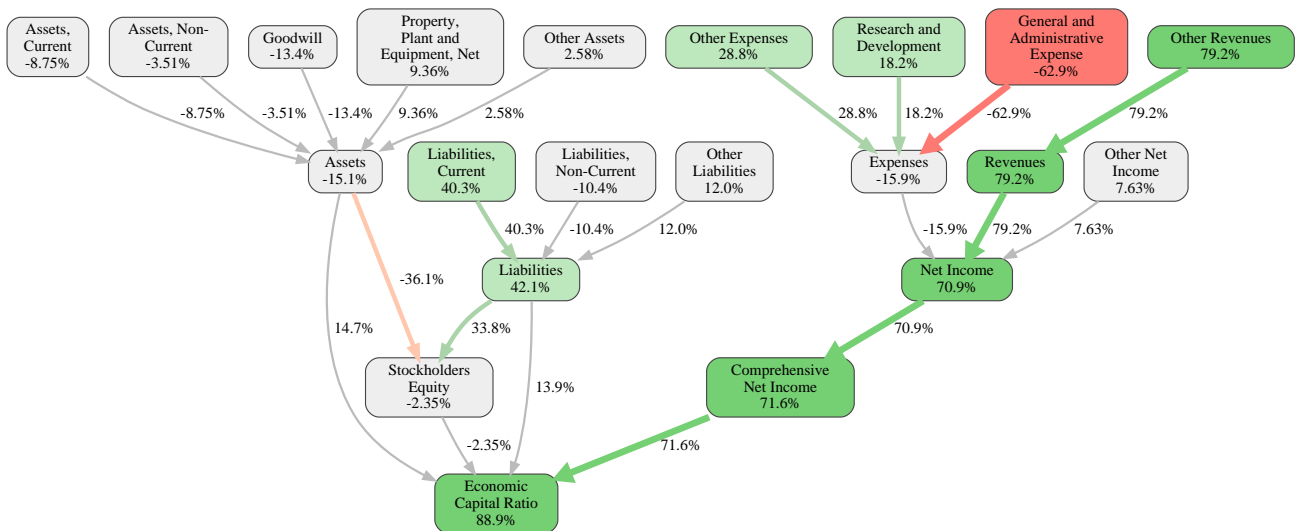 Assets,
Current
-8.75%
Assets, Non-
Current
-3.51%
Goodwill
-13.4%
Property,
Plant and
Equipment, Net
9.36%
Other Assets
2.58%
Other Expenses
28.8%
Research and
Development
18.2%
General and
Administrative
Expense
-62.9%
Other Revenues
79.2%
-8.75%
-3.51%
-13.4%
9.36%
2.58%
28.8%
18.2%
-62.9%
79.2%
Assets
-15.1%
Liabilities,
Current
40.3%
Liabilities,
Non-Current
-10.4%
Other
Liabilities
12.0%
Expenses
-15.9%
Revenues
79.2%
Other Net
Income
7.63%
40.3%
-10.4%
12.0%
-15.9%
79.2%
7.63%
Liabilities
42.1%
Net Income
70.9%
-36.1%
14.7%
33.8%
70.9%
Stockholders
Equity
-2.35%
13.9%
Comprehensive
Net Income
71.6%
-2.35%
71.6%
Economic
Capital Ratio
88.9%